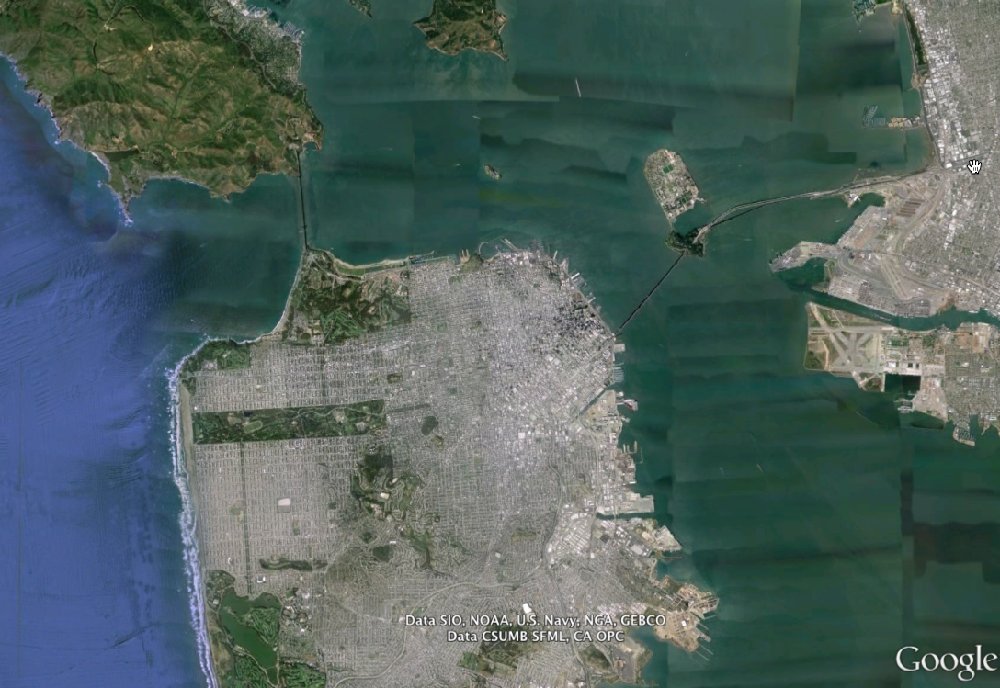 Data SIO, NOAA, U.S. Navy, NGA, GEBCO
Data CSUMB SFML, CA OPC
Google